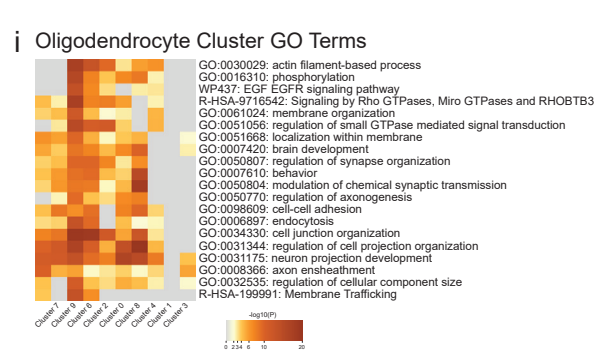 i Oligodendrocyte Cluster GO Terms
GO:0030029: actin filament-based process
GO:0016310: phosphorylation
WP437: EGF EGFR signaling pathway
R-HSA-9716542: Signaling by Rho GTPases, Miro GTPases and RHOBTB3
GO:0061024: membrane organization
GO:0051056: regulation of small GTPase mediated signal transduction
GO:0051668: localization within membrane
GO:0007420: brain development
GO:0050807: regulation of synapse organization
GO:0007610: behavior
GO:0050804: modulation of chemical synaptic transmission
GO:0050770: regulation of axonogenesis
GO:0098609: cell-cell adhesion
GO:0006897: endocytosis
GO:0034330: cell junction organization
GO:0031344: regulation of cell projection organization
GO:0031175: neuron projection development
GO:0008366: axon ensheathment
GO:0032535: regulation of cellular component size
R-HSA-199991: Membrane Trafficking
Cluster 7 Cluster 9 Cluster 6 Cluster 2 Cluster 0 Cluster 8 Cluster 4 Cluster 1 Cluster 3
-log10(P)
0 2 3 4 6 10 20